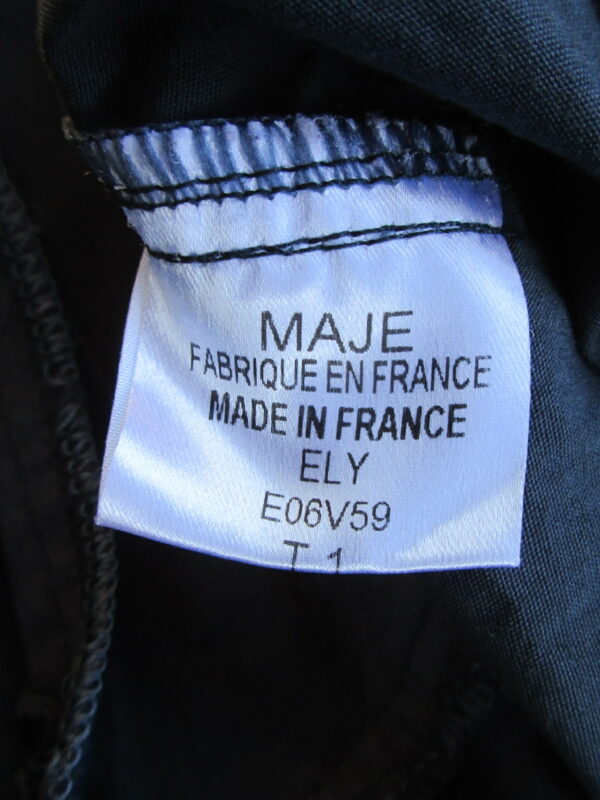 MAJE
FABRIQUE EN FRANCE
MADE IN FRANCE
ELY
E06V59
T 1